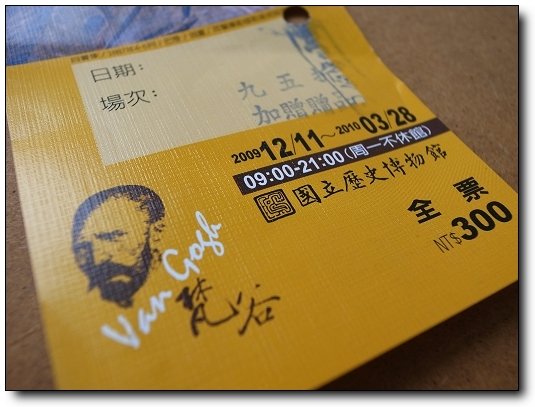 日期:
場次:
九五
加贈贈品
2009 12/11～2010 03/28
09:00-21:00(周一不休館)
國立歷史博物館
全票
NT$300
Van Gogh
梵谷